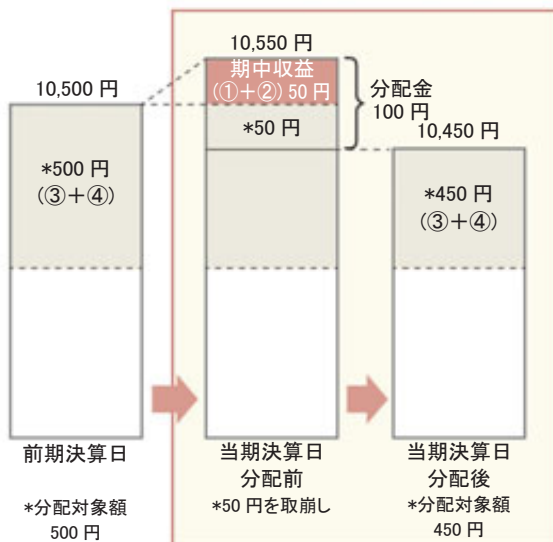 10,500 円
*500 円
(③+④)
前期決算日
*分配対象額
500 円
10,550 円
期中収益
(①+②) 50 円
*50 円
分配金
100 円
当期決算日
分配前
*50 円を取崩し
10,450 円
*450 円
(③+④)
当期決算日
分配後
*分配対象額
450 円